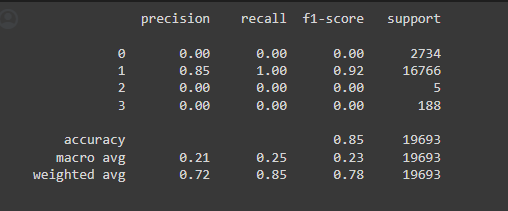 precision recall f1-score support
0 0.00 0.00 0.00 2734
1 0.85 1.00 0.92 16766
2 0.00 0.00 0.00 5
3 0.00 0.00 0.00 188
accuracy 0.85 19693
macro avg 0.21 0.25 0.23 19693
weighted avg 0.72 0.85 0.78 19693